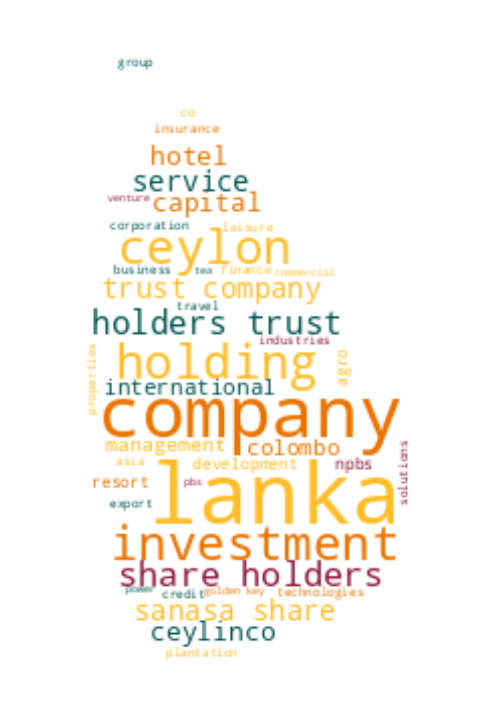 group
co
insurance
hotel
service
venture capital
corporation leisure
ceylon
business tea finance commercial
trust company
travel
holders trust
industries
properties holding agro
international
company
management colombo
asia development npbs
solutions
resort pbs lanka
export
investment
share holders
power credit golden key technologies
sanasa share
ceylinco
plantation